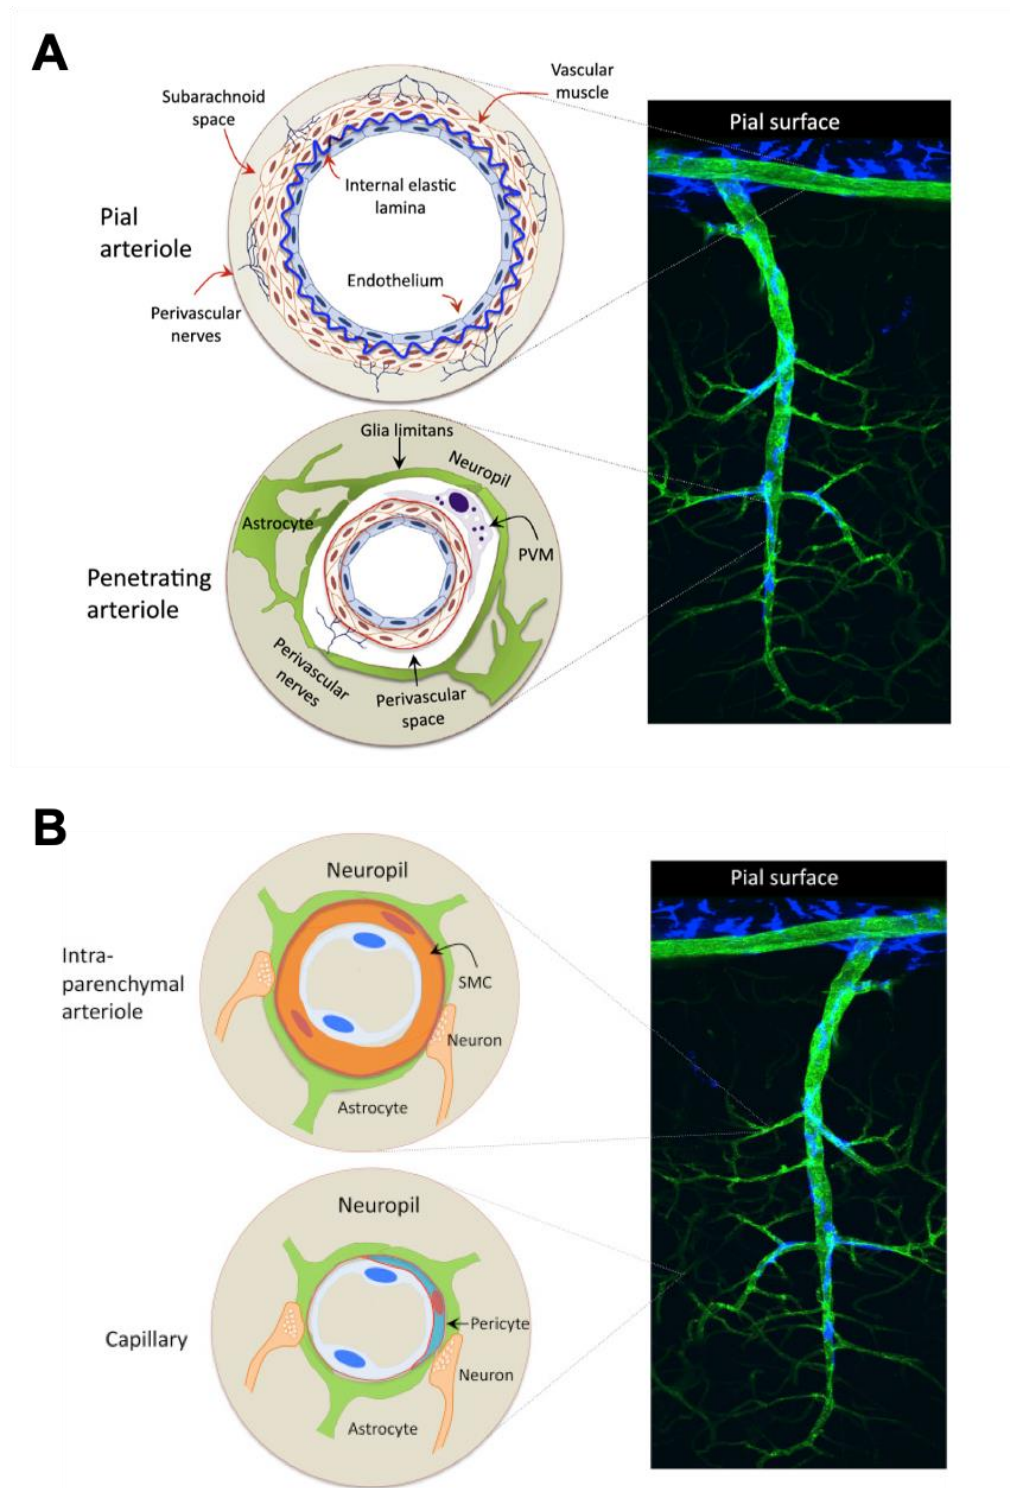 A
Subarachnoid
space
Vascular
muscle
Pial surface
Internal elastic
lamina
Pial
arteriole
Endothelium
Perivascular
nerves
Glia limitans
Neuropil
Astrocyte
PVM
Penetrating
arteriole
Perivascular
nerves
Perivascular
space
B
Neuropil
Pial surface
Intra-
parenchymal
arteriole
SMC
Neuron
Astrocyte
Neuropil
Capillary
Pericyte
Neuron
Astrocyte